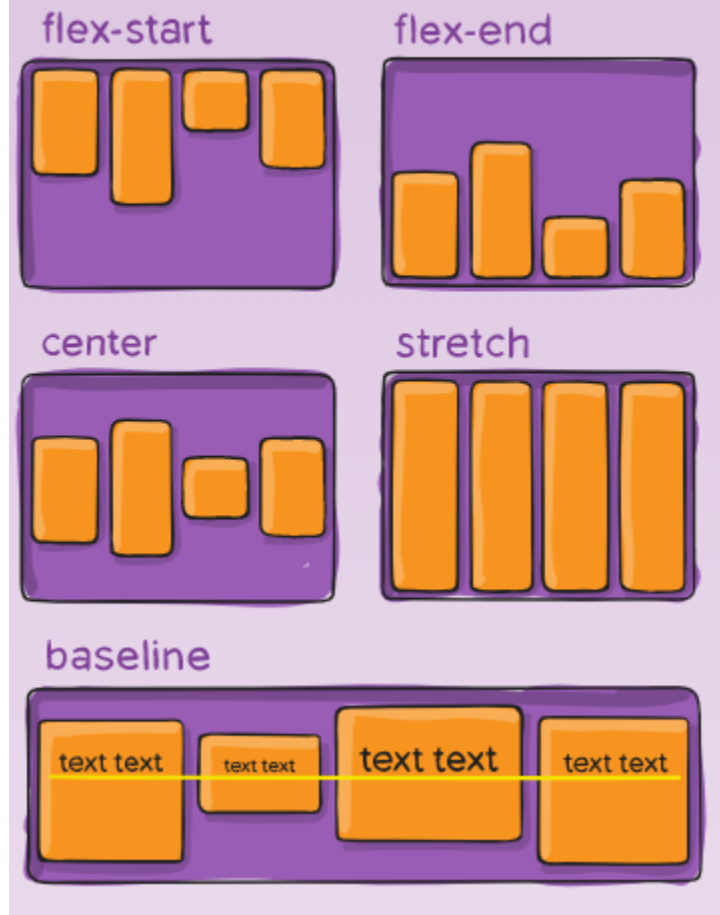 flex-start
flex-end
center
stretch
baseline
text text
text text
text text
text text